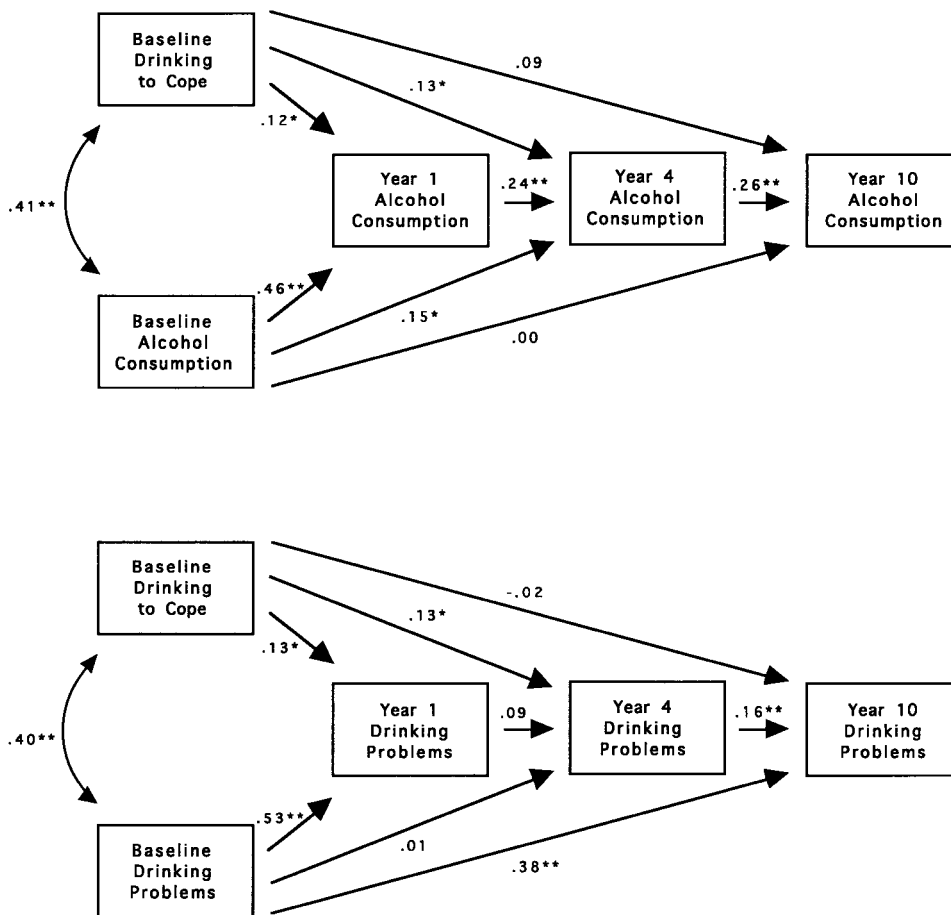 Baseline
Drinking
to Cope
.09
.13*
.12*
Year 1
Alcohol
Consumption
.24**
Year 4
Alcohol
Consumption
.26**
Year 10
Alcohol
Consumption
.41**
.46**
.15*
.00
Baseline
Alcohol
Consumption
Baseline
Drinking
to Cope
-.02
.13*
.13*
Year 1
Drinking
Problems
.09
Year 4
Drinking
Problems
.16**
Year 10
Drinking
Problems
.40**
.53**
.01
.38**
Baseline
Drinking
Problems